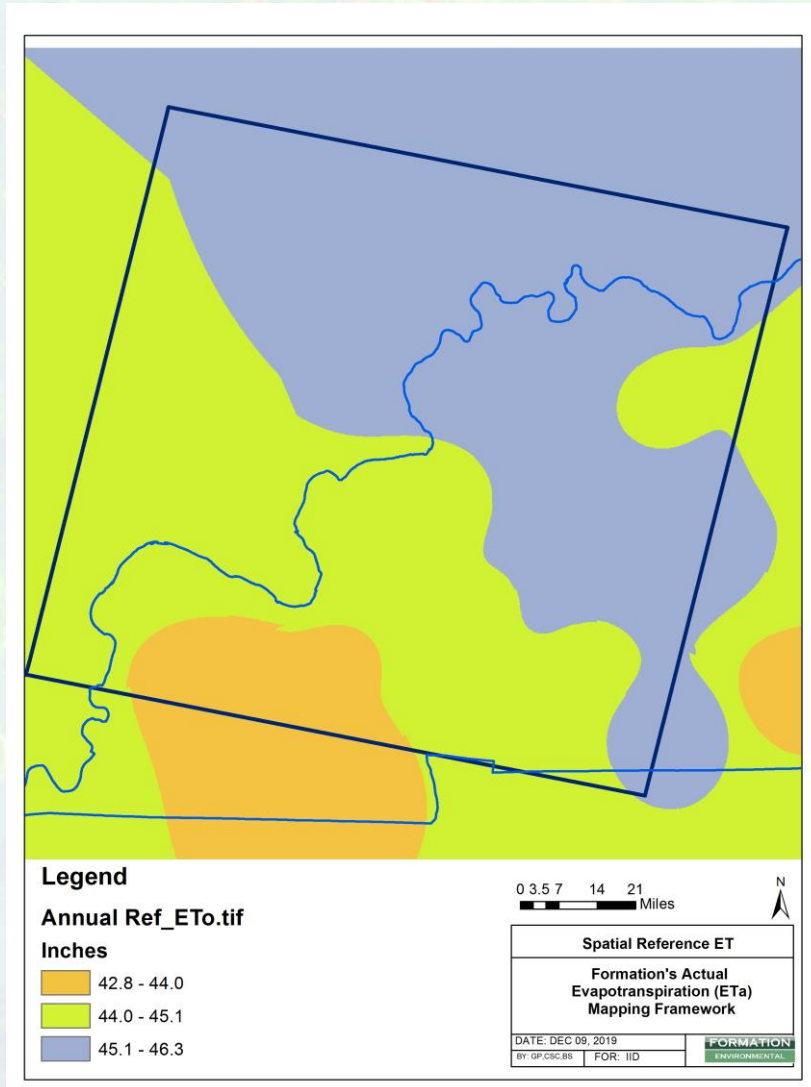 Legend
Annual Ref_ETo.tif
Inches
42.8 - 44.0
44.0 - 45.1
45.1 - 46.3
0 3.5 7 14 21
Miles
N
Spatial Reference ET
Formation's Actual
Evapotranspiration (ETa)
Mapping Framework
DATE: DEC 09, 2019
BY: GP,CSC,BS
FOR: IID
FORMATION
ENVIRONMENTAL